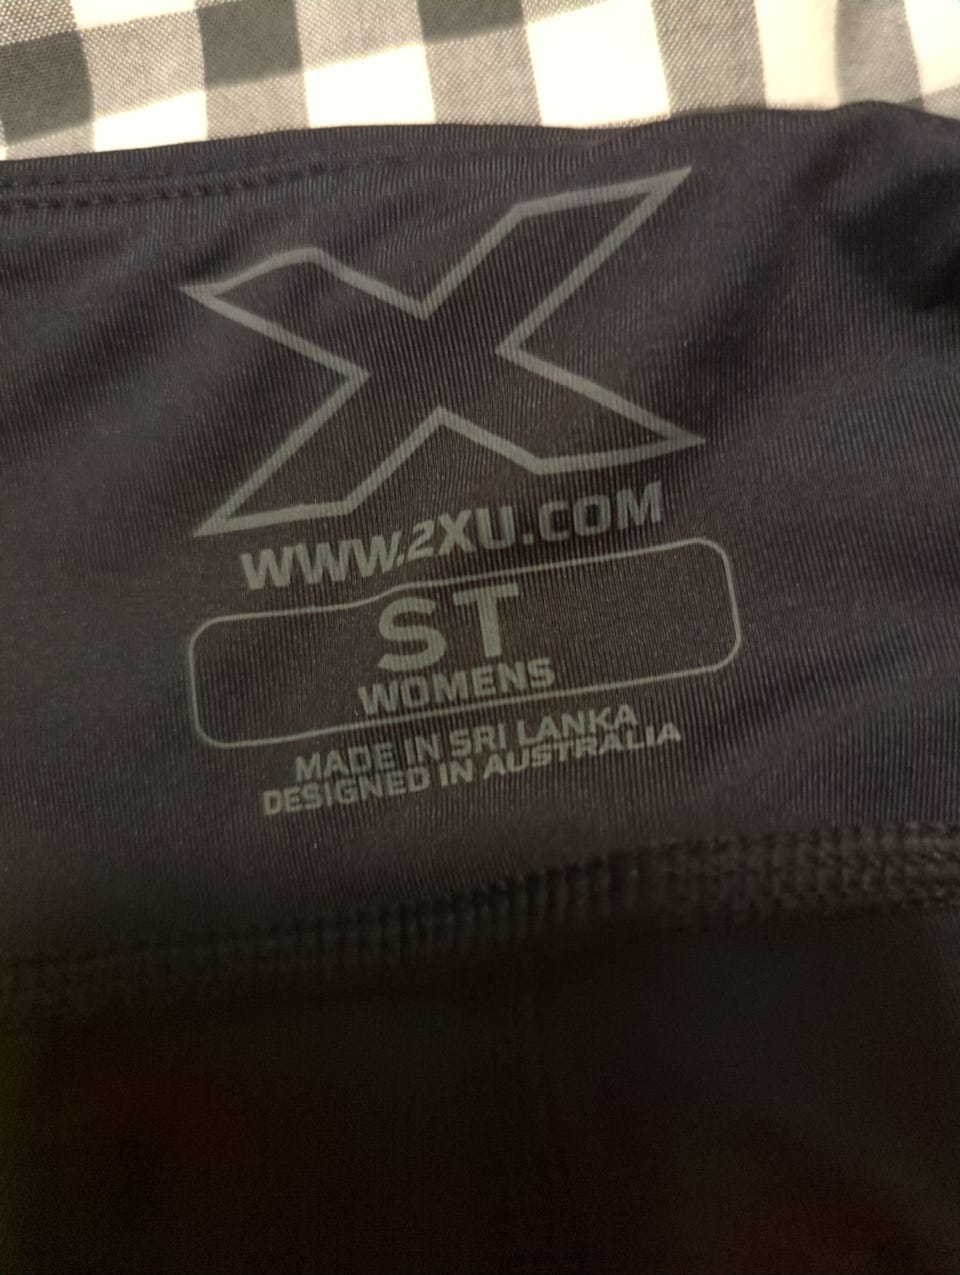 X
WWW.2XU.COM
ST
WOMENS
MADE IN SRI LANKA
DESIGNED IN AUSTRALIA